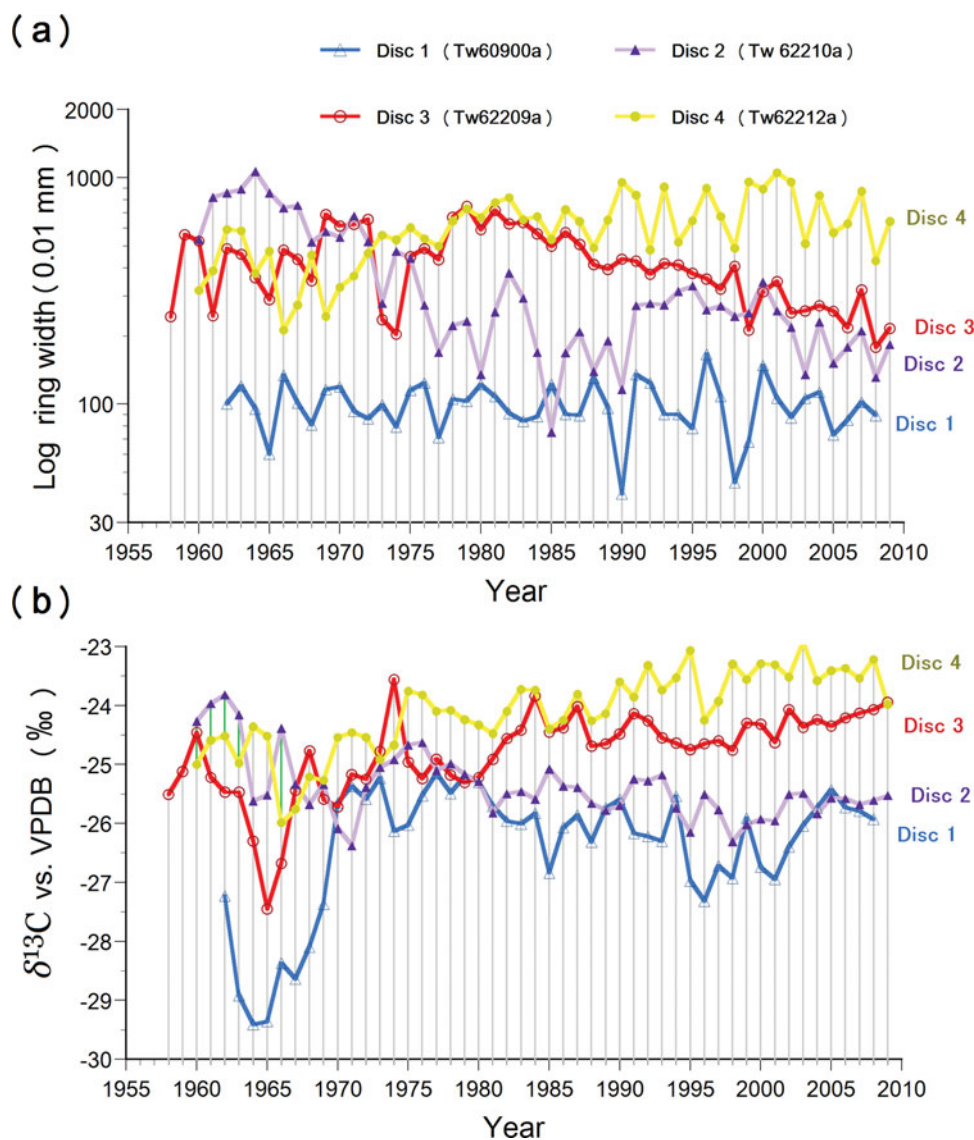 (a)
Disc 1 (Tw60900a)
Disc 2 (Tw 62210a)
Disc 3 (Tw62209a)
Disc 4 (Tw62212a)
Log ring width (0.01 mm)
2000
1000
100
30
Disc 4
Disc 3
Disc 2
Disc 1
1955 1960 1965 1970 1975 1980 1985 1990 1995 2000 2005 2010
Year
(b)
δ¹³C vs. VPDB (‰)
-23
-24
-25
-26
-27
-28
-29
-30
Disc 4
Disc 3
Disc 2
Disc 1
1955 1960 1965 1970 1975 1980 1985 1990 1995 2000 2005 2010
Year